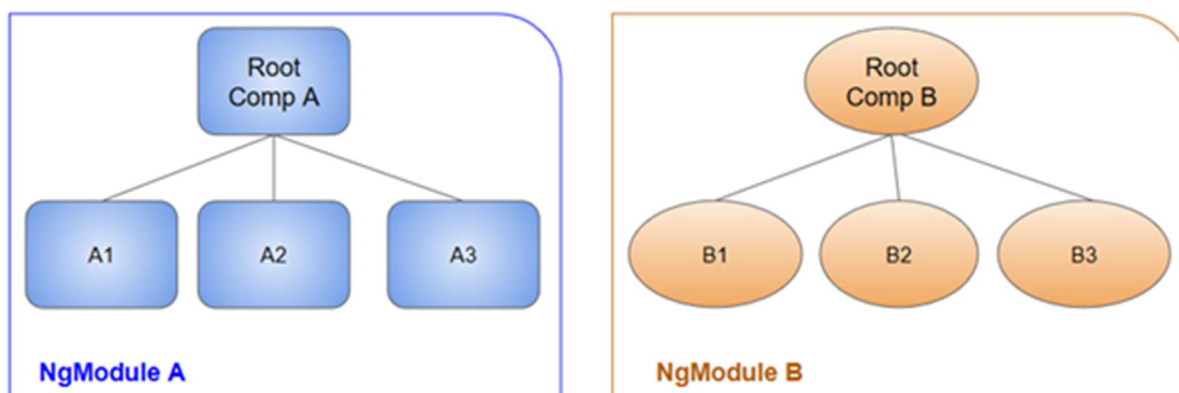 Root
Comp A
A1
A2
A3
NgModule A
Root
Comp B
B1
B2
B3
NgModule B